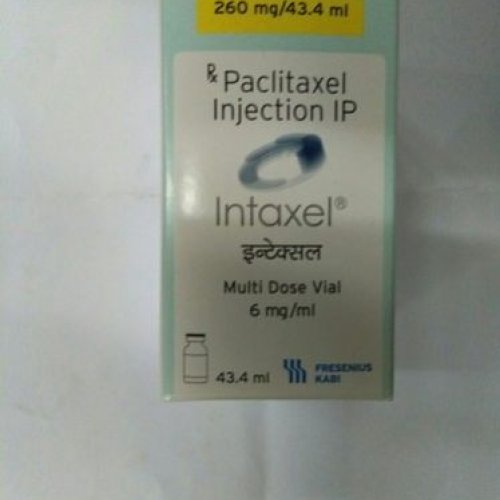 260 mg/43.4 ml
Rx Paclitaxel
Injection IP
Intaxel®
इन्टेक्सल
Multi Dose Vial
6 mg/ml
43.4 ml
FRESENIUS
KABI